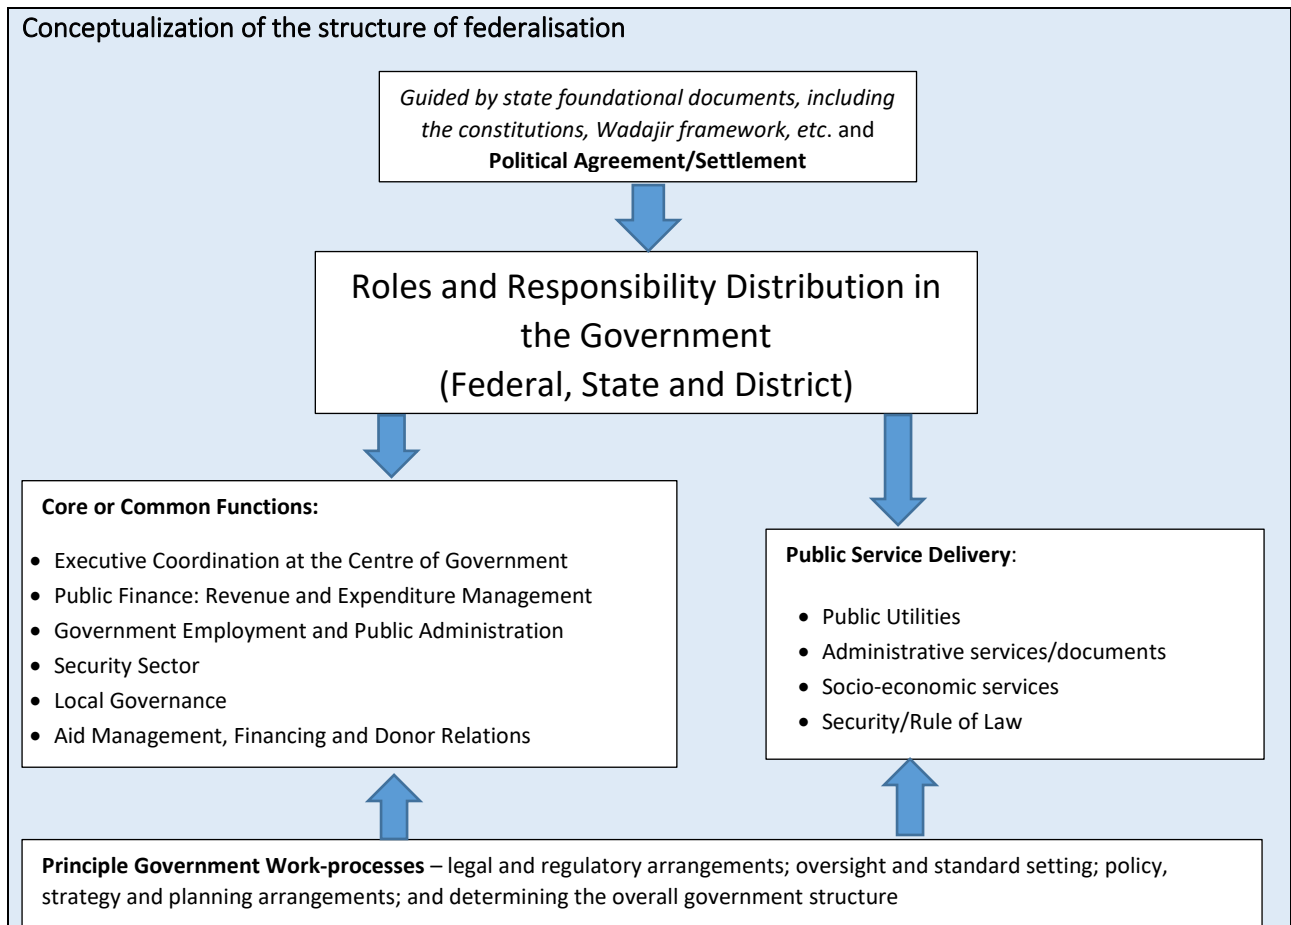 Conceptualization of the structure of federalisation
Guided by state foundational documents, including
the constitutions, Wadajir framework, etc. and
Political Agreement/Settlement
Roles and Responsibility Distribution in
the Government
(Federal, State and District)
Core or Common Functions:
• Executive Coordination at the Centre of Government
• Public Finance: Revenue and Expenditure Management
• Government Employment and Public Administration
• Security Sector
• Local Governance
• Aid Management, Financing and Donor Relations
Public Service Delivery:
• Public Utilities
• Administrative services/documents
• Socio-economic services
• Security/Rule of Law
Principle Government Work-processes – legal and regulatory arrangements; oversight and standard setting; policy,
strategy and planning arrangements; and determining the overall government structure